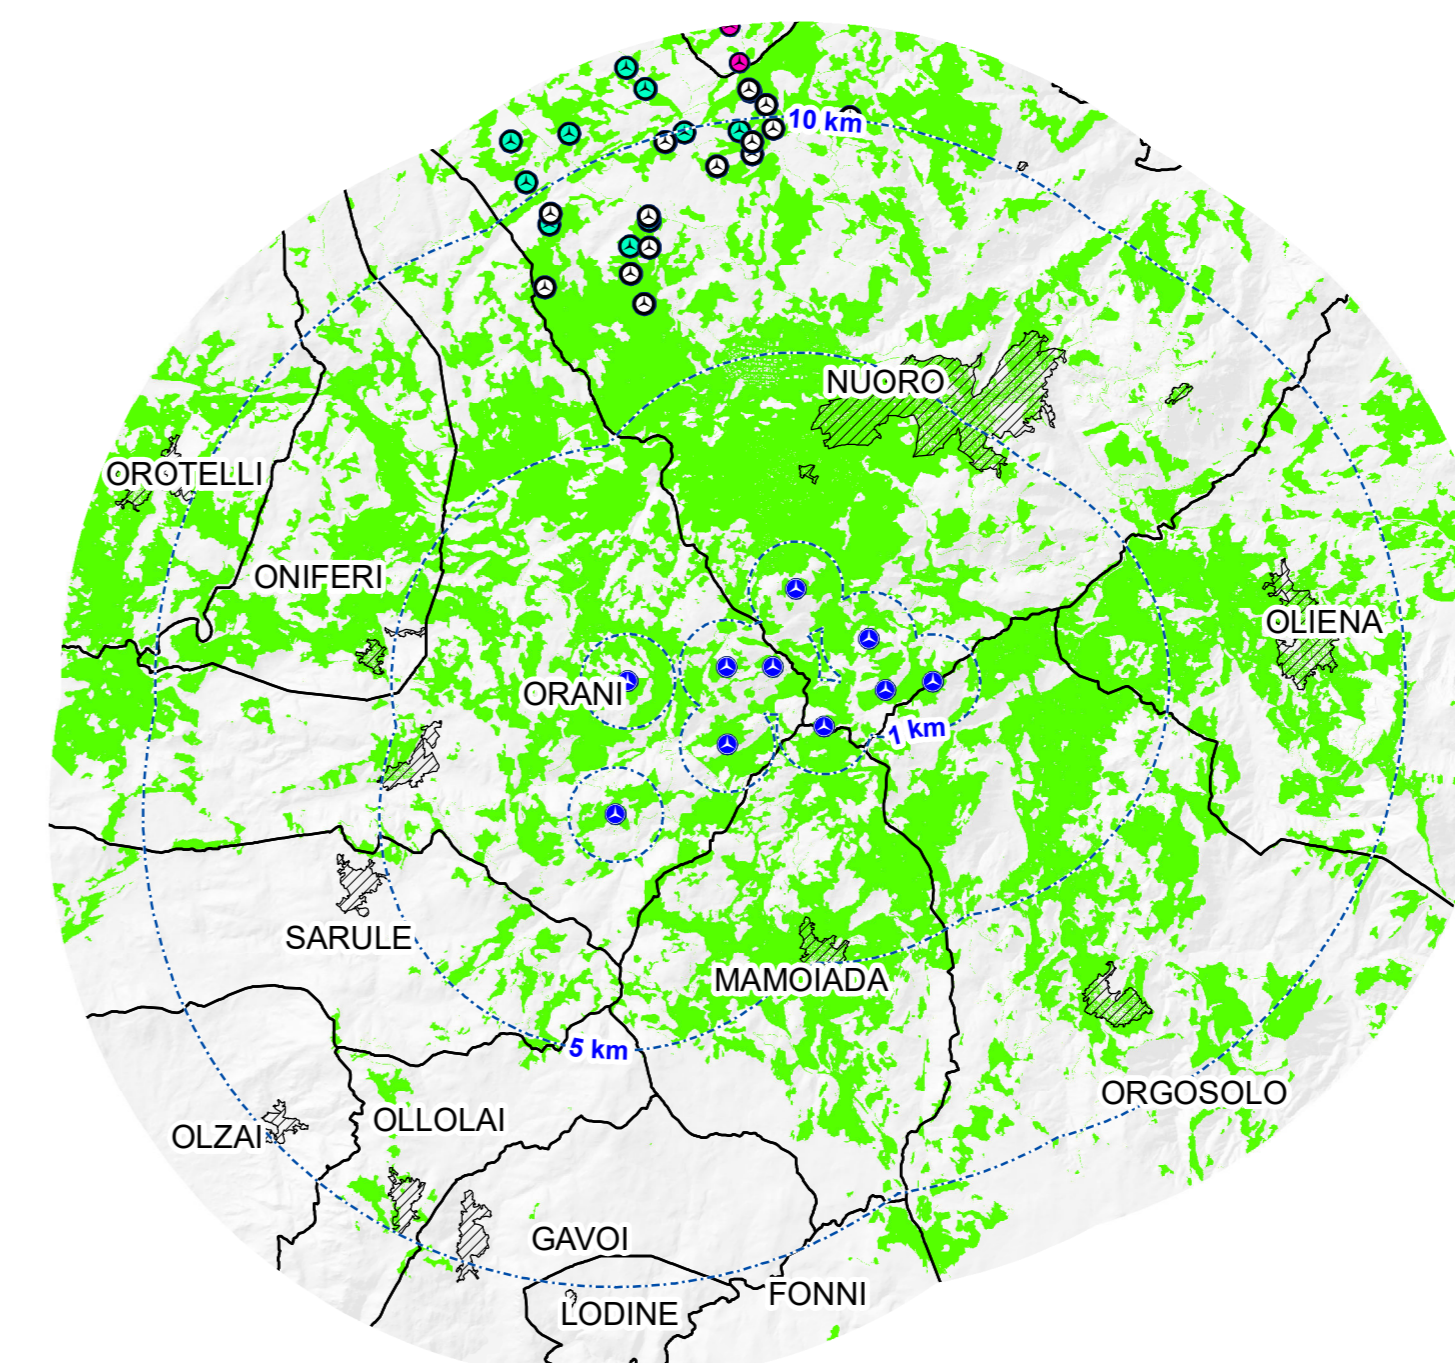 10 km
NUORO
OROTELLI
ONIFERI
OLIENA
ORANI
1 km
SARULE
MAMOIADA
5 km
ORGOSOLO
OLLOLAI
OLZAI
GAVOI
FONNI
LODINE